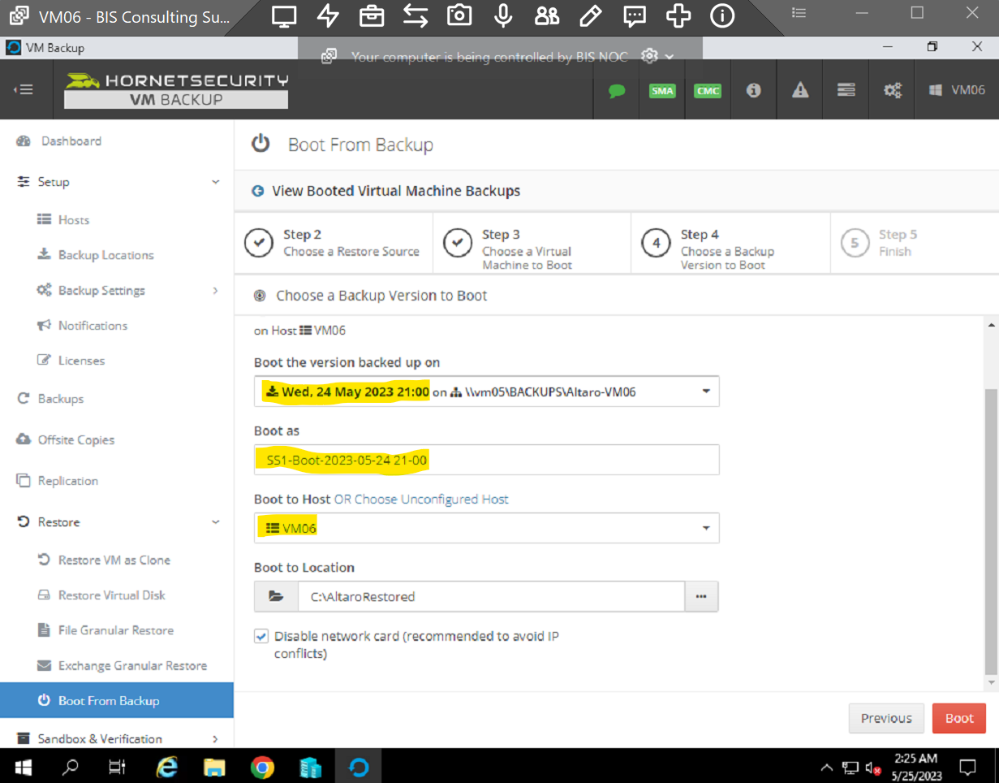 VM06 - BIS Consulting Su...
VM Backup
Your computer is being controlled by BIS NOC
HORNETSECURITY
VM BACKUP
SMA
CMC
VM06
Dashboard
Setup
Hosts
Backup Locations
Backup Settings
Notifications
Licenses
Backups
Offsite Copies
Replication
Restore
Restore VM as Clone
Restore Virtual Disk
File Granular Restore
Exchange Granular Restore
Boot From Backup
Sandbox & Verification
Boot From Backup
View Booted Virtual Machine Backups
Step 2
Choose a Restore Source
Step 3
Choose a Virtual
Machine to Boot
4
Step 4
Choose a Backup
Version to Boot
5
Step 5
Finish
Choose a Backup Version to Boot
on Host VM06
Boot the version backed up on
Wed, 24 May 2023 21:00 on \\vm05\BACKUPS\Altaro-VM06
Boot as
SS1-Boot-2023-05-24 21-00
Boot to Host OR Choose Unconfigured Host
VM06
Boot to Location
C:\AltaroRestored
...
Disable network card (recommended to avoid IP
conflicts)
Previous
Boot
2:25 AM
5/25/2023